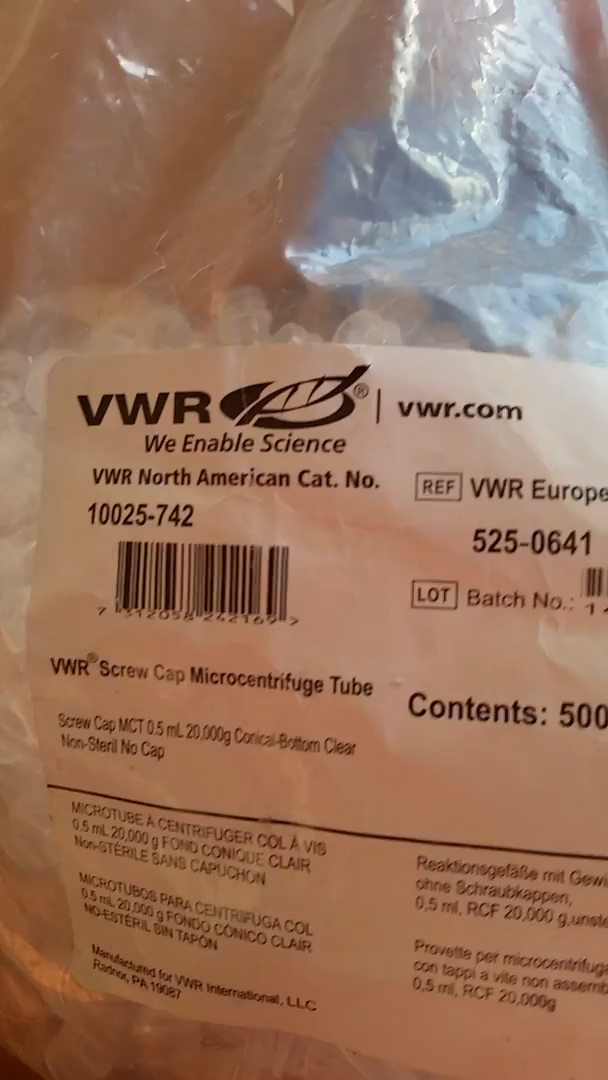 VWR® | vwr.com
We Enable Science
VWR North American Cat. No.
10025-742
REF VWR Europe
525-0641
LOT Batch No.:
VWR® Screw Cap Microcentrifuge Tube
Contents: 500
Screw Cap MCT 0.5 mL 20,000g Conical-Bottom Clear
Non-Steril No Cap
MICROTUBE À CENTRIFUGER COL À VIS
0.5 mL 20,000 g FOND CONIQUE CLAIR
Non-STÉRILE SANS CAPUCHON
MICROTUBOS PARA CENTRÍFUGA COL
0.5 mL 20,000 g FONDO CÓNICO CLAIR
NO-ESTÉRIL SIN TAPÓN
Manufactured for VWR International, LLC
Radnor, PA 19087
Reaktionsgefäße mit Gewi
ohne Schraubkappen,
0,5 ml, RCF 20,000 g,unste
Provette per microcentrifuga
con tappi a vite non assemb
0,5 ml, RCF 20,000g